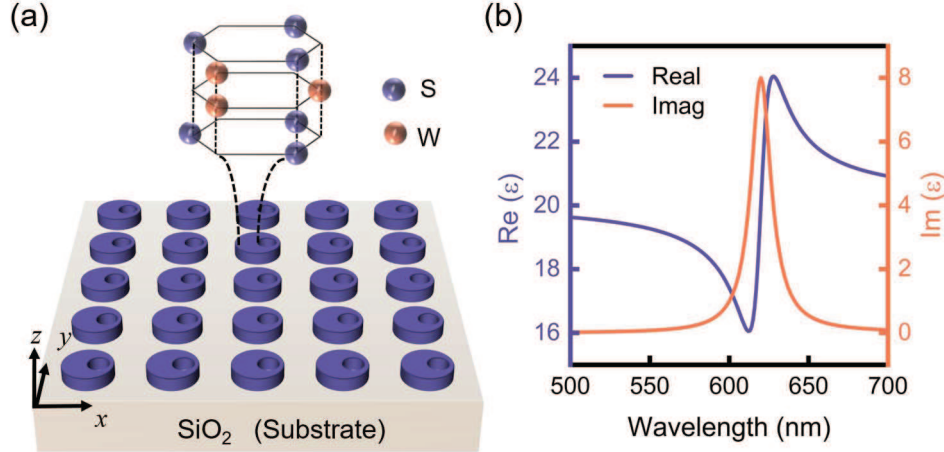 (a)
S
W
z
y
x
SiO₂ (Substrate)
(b)
Real
Imag
24
22
20
18
16
Re (ε)
8
6
4
2
0
Im (ε)
500
550
600
650
700
Wavelength (nm)